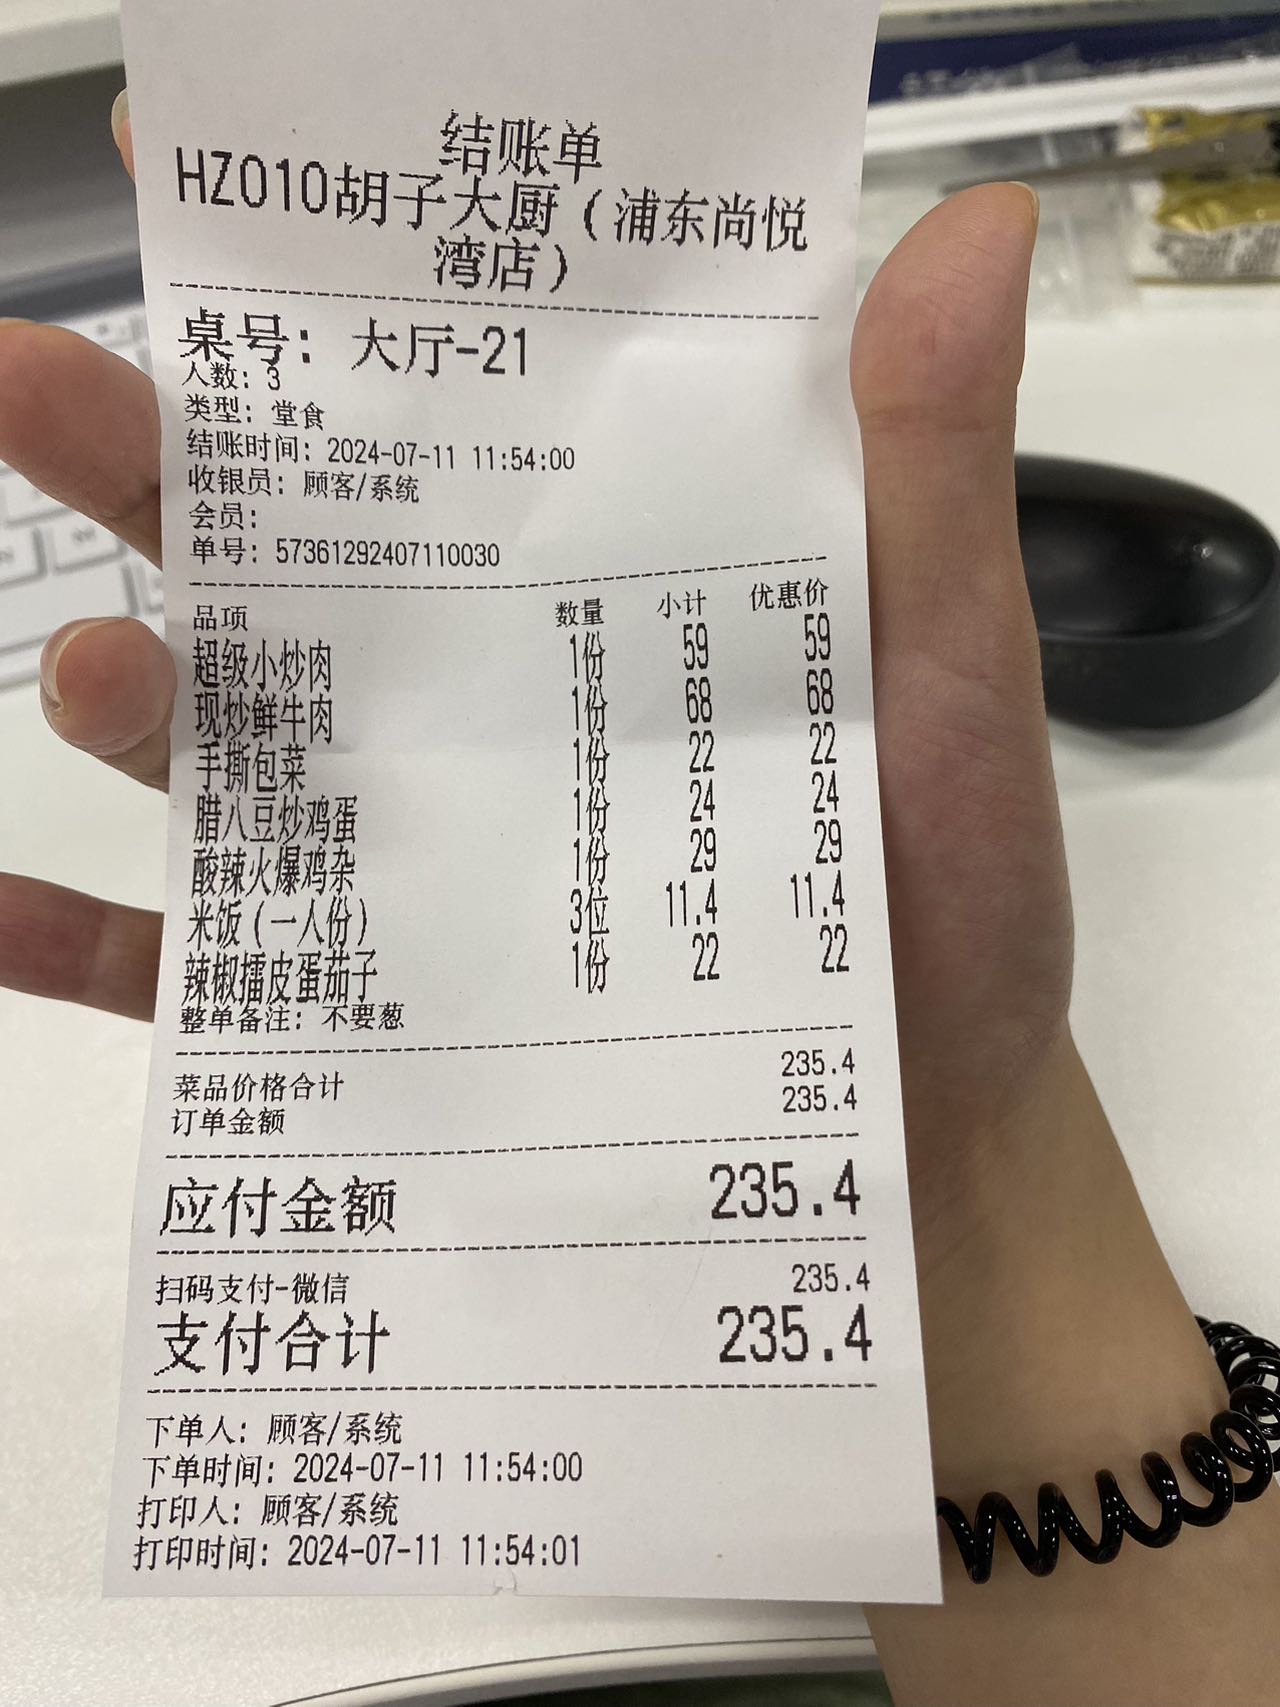 结账单
HZ010胡子大厨（浦东尚悦
湾店）
桌号：大厅-21
人数：3
类型：堂食
结账时间：2024-07-11 11:54:00
收银员：顾客/系统
会员：
单号：57361292407110030
品项 数量 小计 优惠价
超级小炒肉 1份 59 59
现炒鲜牛肉 1份 68 68
手撕包菜 1份 22 22
腊八豆炒鸡蛋 1份 24 24
酸辣火爆鸡杂 1份 29 29
米饭（一人份） 3位 11.4 11.4
辣椒擂皮蛋茄子 1份 22 22
整单备注：不要葱
菜品价格合计 235.4
订单金额 235.4
应付金额 235.4
扫码支付-微信 235.4
支付合计 235.4
下单人：顾客/系统
下单时间：2024-07-11 11:54:00
打印人：顾客/系统
打印时间：2024-07-11 11:54:01